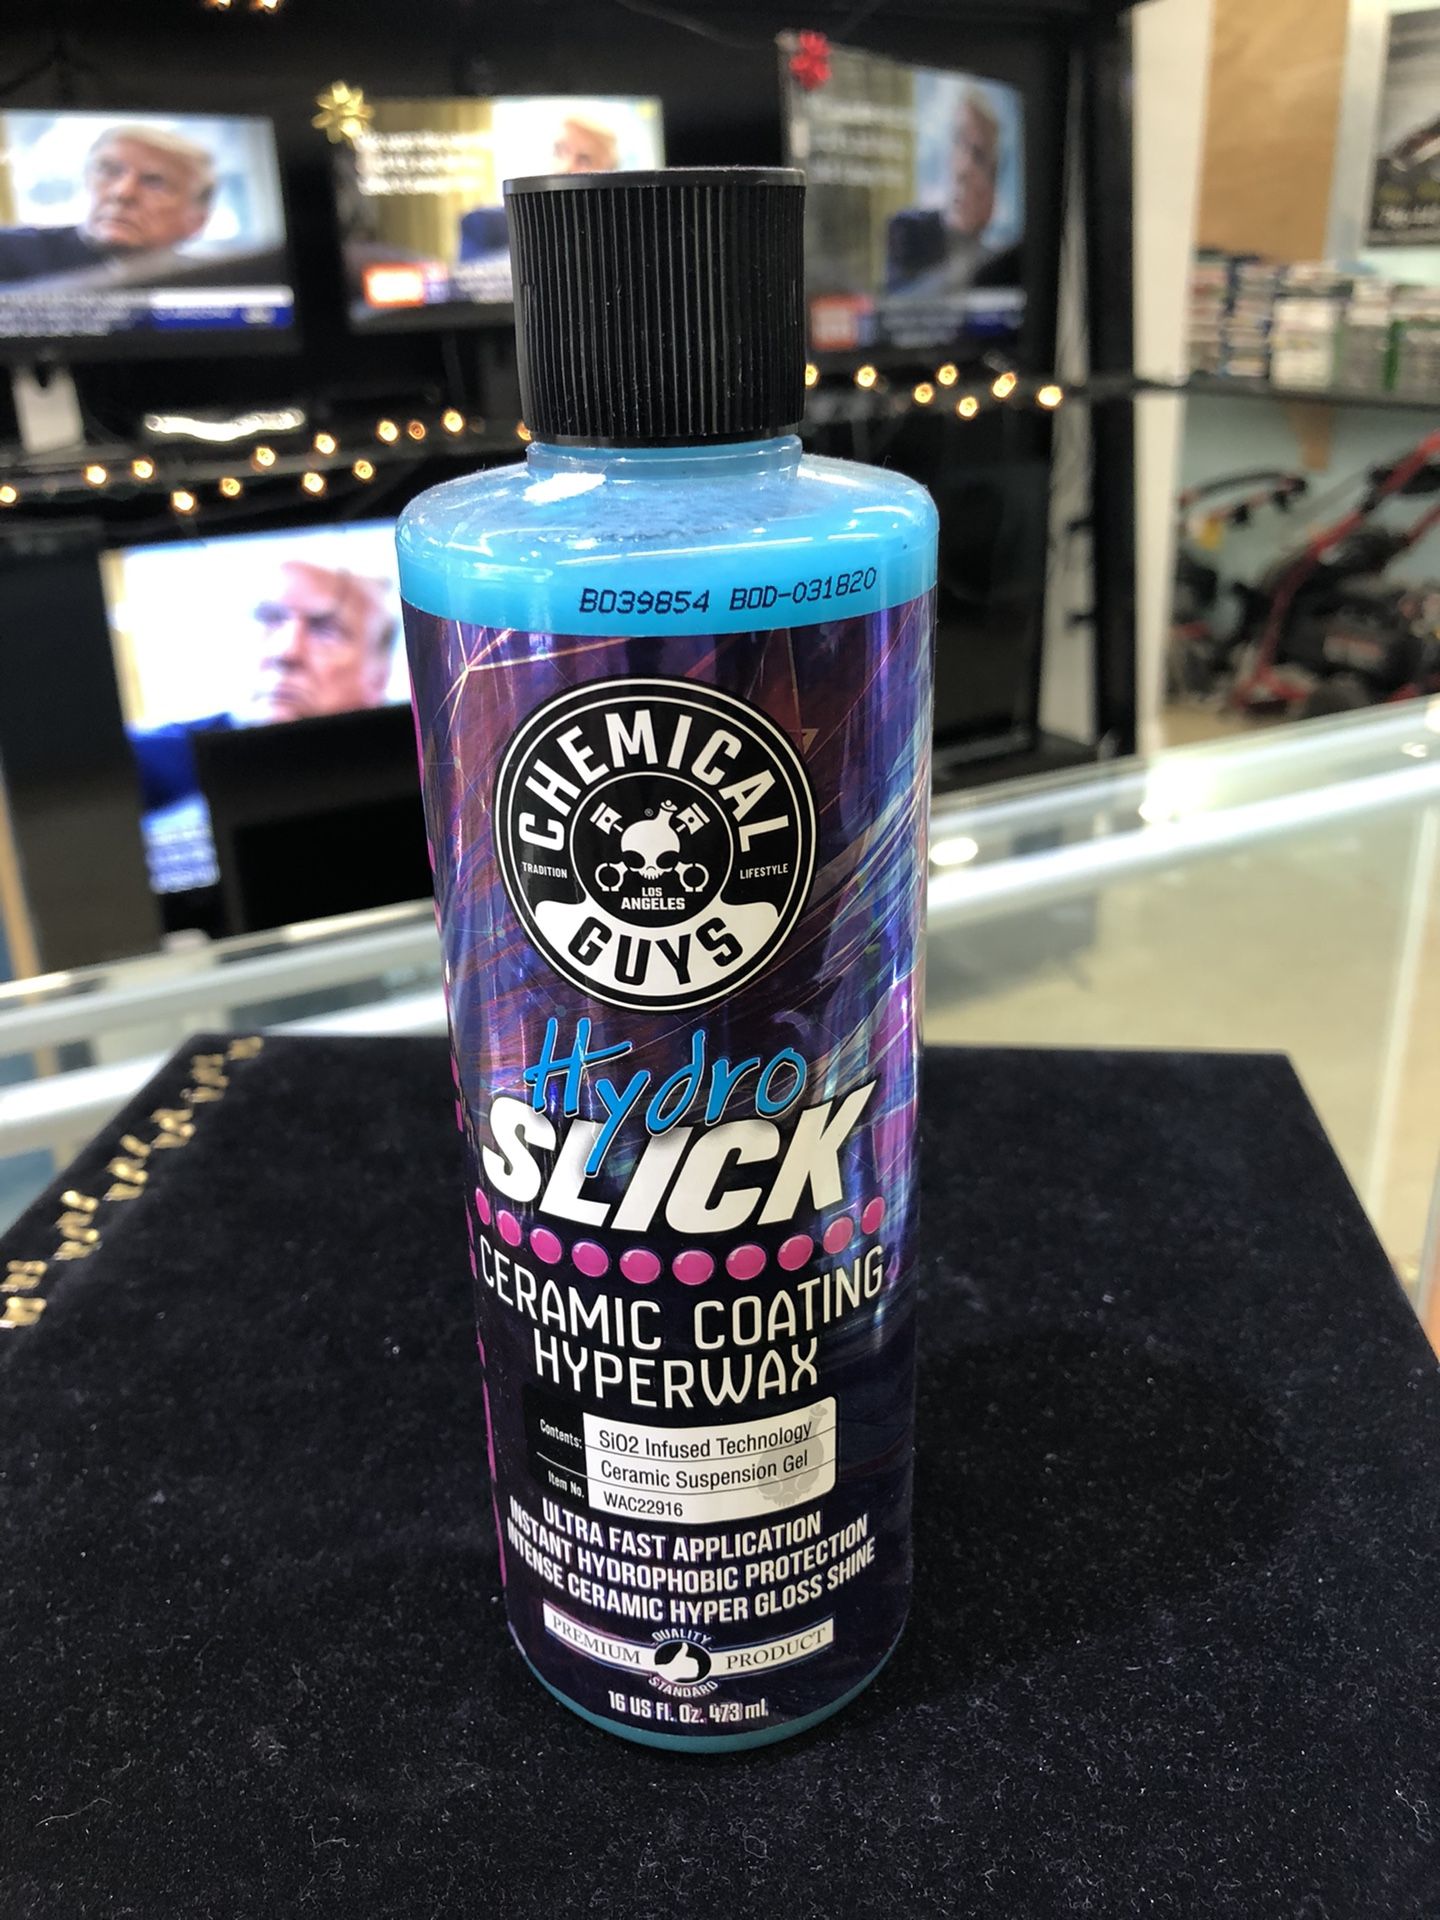 BO39854 BOD-031820
CHEMICAL
TRADITION
LIFESTYLE
®
LOS
ANGELES
GUYS
Hydro
SLICK
CERAMIC COATING
HYPERWAX
Contents: SiO2 Infused Technology
Ceramic Suspension Gel
Item No. WAC22916
ULTRA FAST APPLICATION
INSTANT HYDROPHOBIC PROTECTION
INTENSE CERAMIC HYPER GLOSS SHINE
QUALITY
PREMIUM PRODUCT
STANDARD
16 US Fl. Oz. 473 ml.